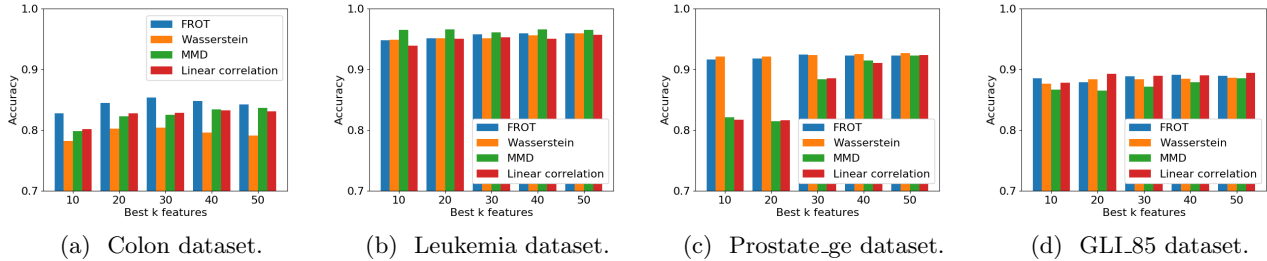 1.0
0.9
0.8
0.7
Accuracy
10 20 30 40 50
Best k features
FROT
Wasserstein
MMD
Linear correlation
(a) Colon dataset.
1.0
0.9
0.8
0.7
Accuracy
10 20 30 40 50
Best k features
FROT
Wasserstein
MMD
Linear correlation
(b) Leukemia dataset.
1.0
0.9
0.8
0.7
Accuracy
10 20 30 40 50
Best k features
FROT
Wasserstein
MMD
Linear correlation
(c) Prostate_ge dataset.
1.0
0.9
0.8
0.7
Accuracy
10 20 30 40 50
Best k features
FROT
Wasserstein
MMD
Linear correlation
(d) GLI_85 dataset.